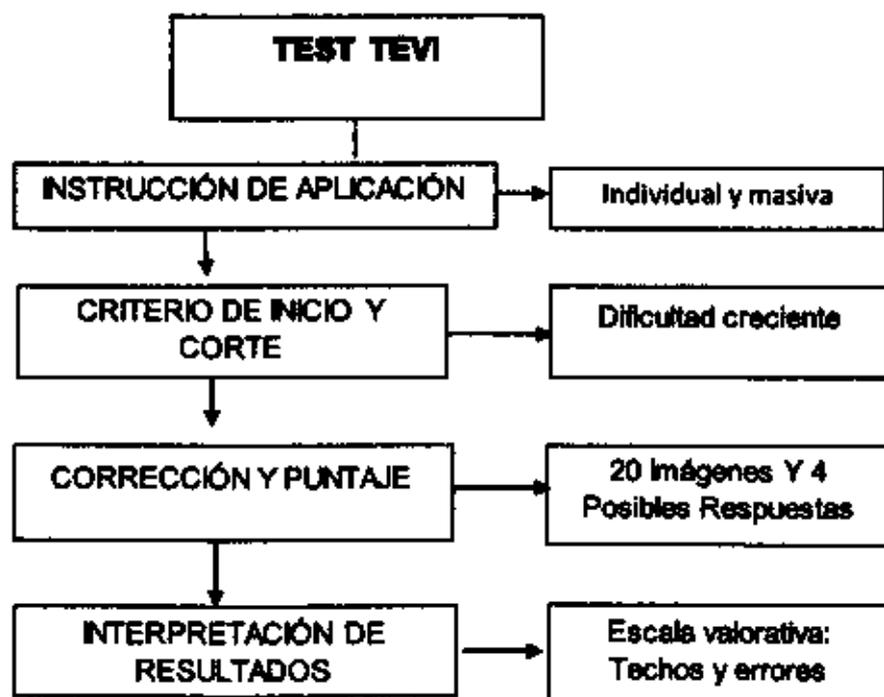 TEST TEVI
INSTRUCCIÓN DE APLICACIÓN
Individual y masiva
CRITERIO DE INICIO Y
CORTE
Dificultad creciente
CORRECCIÓN Y PUNTAJE
20 Imágenes Y 4
Posibles Respuestas
INTERPRETACIÓN DE
RESULTADOS
Escala valorativa:
Techos y errores